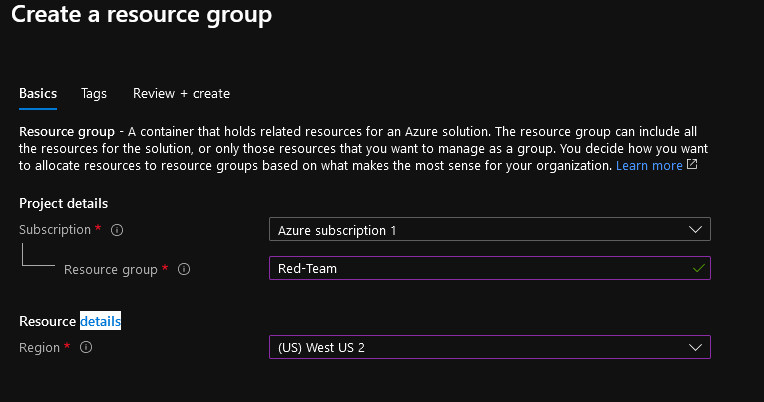 Create a resource group
Basics Tags Review + create
Resource group - A container that holds related resources for an Azure solution. The resource group can include all
the resources for the solution, or only those resources that you want to manage as a group. You decide how you want
to allocate resources to resource groups based on what makes the most sense for your organization. Learn more
Project details
Subscription * Azure subscription 1
Resource group * Red-Team
Resource details
Region * (US) West US 2